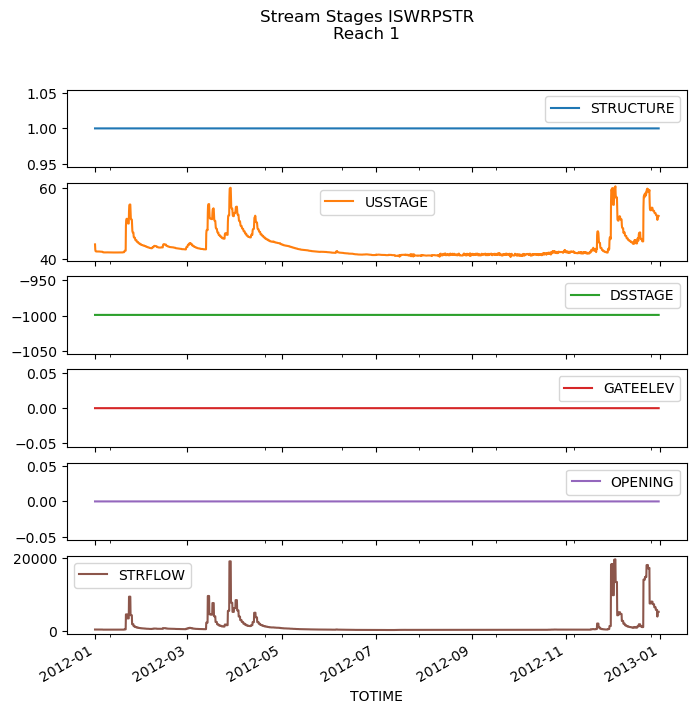 Stream Stages ISWRPSTR
Reach 1
1.05
1.00
0.95
STRUCTURE
60
40
USSTAGE
−950
−1000
−1050
DSSTAGE
0.05
0.00
−0.05
GATEELEV
0.05
0.00
−0.05
OPENING
20000
0
STRFLOW
2012-01
2012-03
2012-05
2012-07
2012-09
2012-11
2013-01
TOTIME